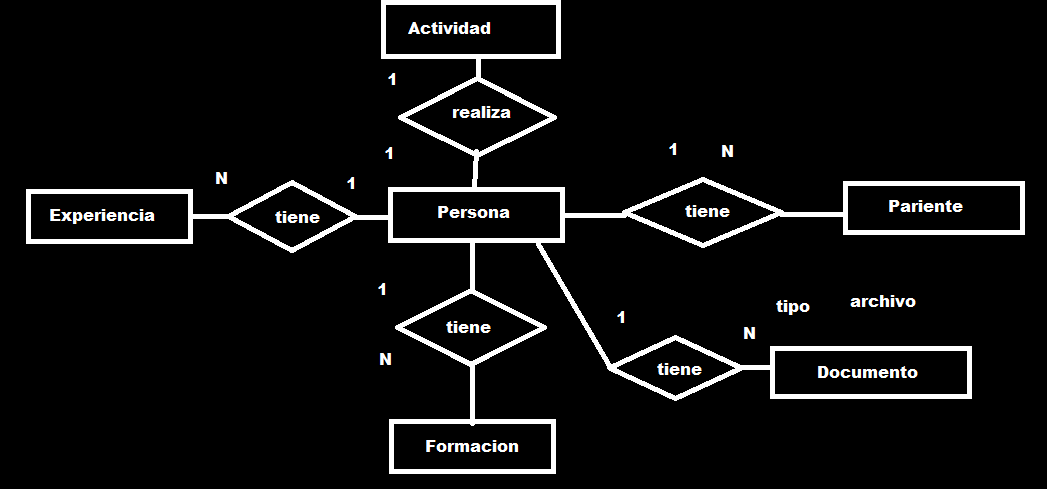 Actividad
1
realiza
1
N
1
1
N
Experiencia
tiene
Persona
tiene
Pariente
1
tiene
N
1
tipo
archivo
N
tiene
Documento
Formacion